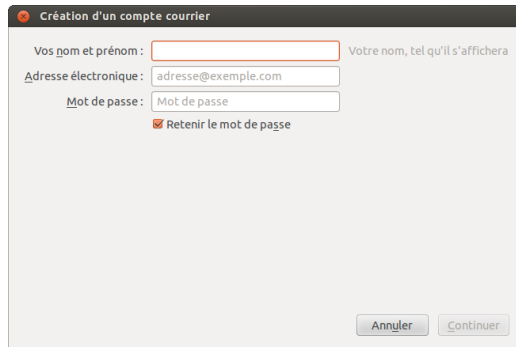 Création d'un compte courrier
Vos nom et prénom :
Votre nom, tel qu'il s'affichera
Adresse électronique :
adresse@exemple.com
Mot de passe :
Mot de passe
Retenir le mot de passe
Annuler
Continuer